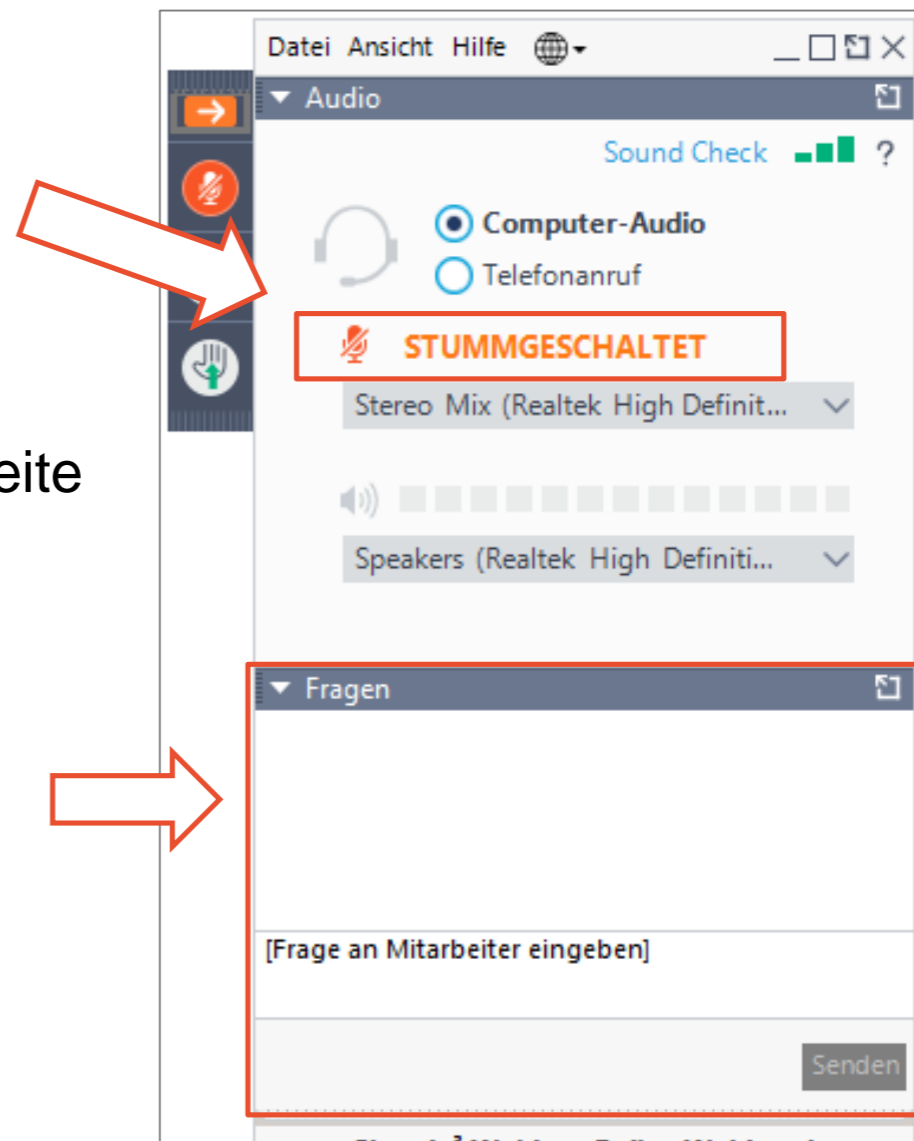 Datei Ansicht Hilfe
Audio
Sound Check ?
Computer-Audio
Telefonanruf
STUMMGESCHALTET
Stereo Mix (Realtek High Definit...
eite
Speakers (Realtek High Definiti...
Fragen
[Frage an Mitarbeiter eingeben]
Senden